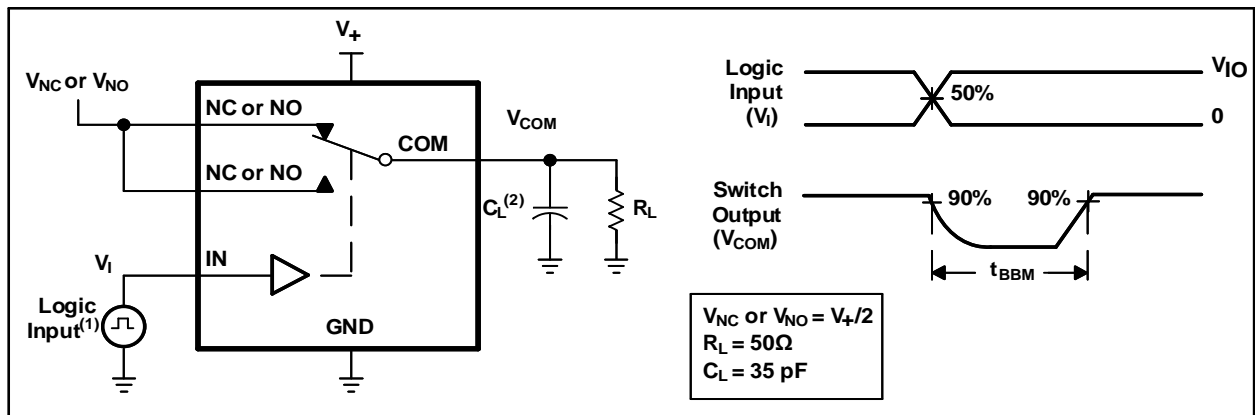 V+
VNC or VNO
NC or NO
VCOM
COM
NC or NO
CL(2)
RL
VI
IN
Logic
Input(1)
GND
Logic
Input
(VI)
50%
VIO
0
Switch
Output
(VCOM)
90%
90%
tBBM
VNC or VNO = V+/2
RL = 50Ω
CL = 35 pF